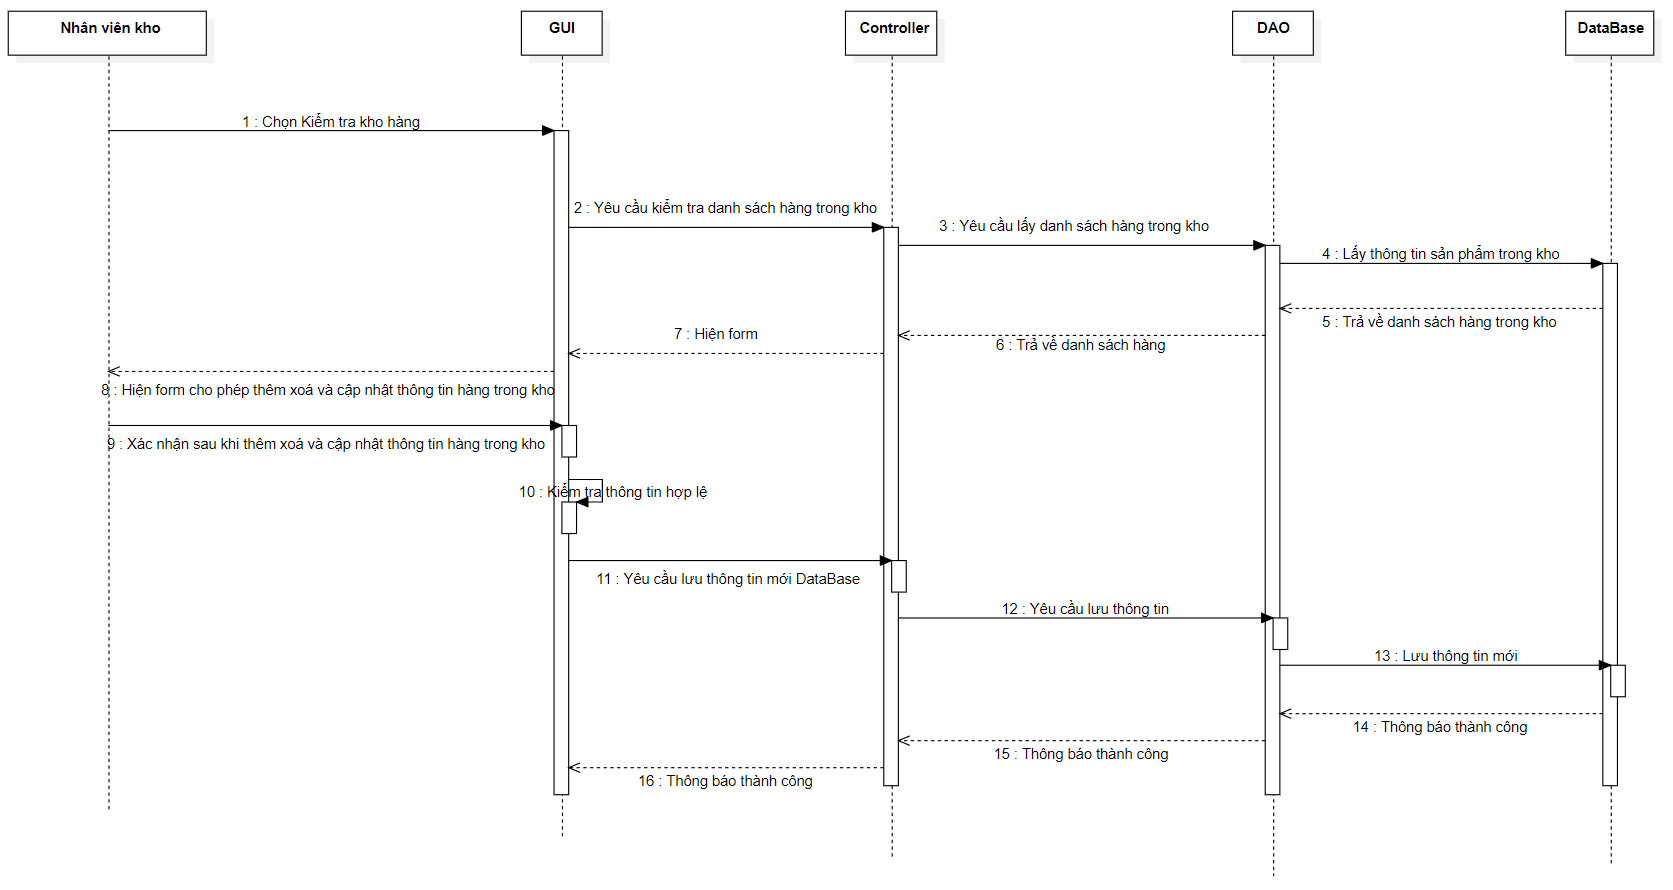 Nhân viên kho
GUI
Controller
DAO
DataBase
1 : Chọn Kiểm tra kho hàng
2 : Yêu cầu kiểm tra danh sách hàng trong kho
3 : Yêu cầu lấy danh sách hàng trong kho
4 : Lấy thông tin sản phẩm trong kho
5 : Trả về danh sách hàng trong kho
6 : Trả về danh sách hàng
7 : Hiện form
8 : Hiện form cho phép thêm xoá và cập nhật thông tin hàng trong kho
9 : Xác nhận sau khi thêm xoá và cập nhật thông tin hàng trong kho
10 : Kiểm tra thông tin hợp lệ
11 : Yêu cầu lưu thông tin mới DataBase
12 : Yêu cầu lưu thông tin
13 : Lưu thông tin mới
14 : Thông báo thành công
15 : Thông báo thành công
16 : Thông báo thành công